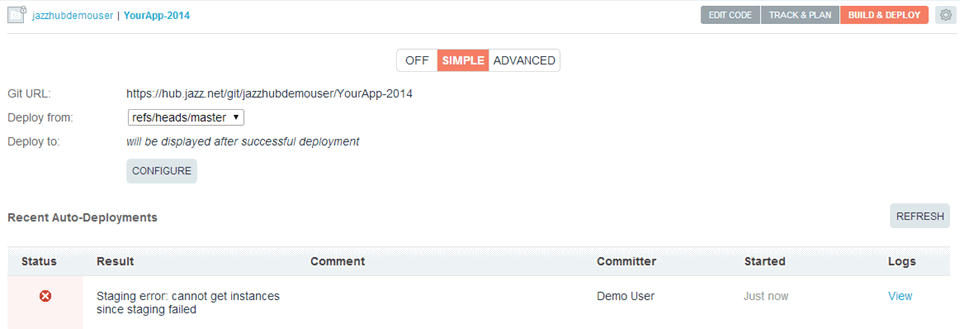 jazzhubdemouser | YourApp-2014 EDIT CODE TRACK & PLAN BUILD & DEPLOY
OFF SIMPLE ADVANCED
Git URL: https://hub.jazz.net/git/jazzhubdemouser/YourApp-2014
Deploy from: refs/heads/master
Deploy to: will be displayed after successful deployment
CONFIGURE
Recent Auto-Deployments REFRESH
Status Result Comment Committer Started Logs
Staging error: cannot get instances Demo User Just now View
since staging failed